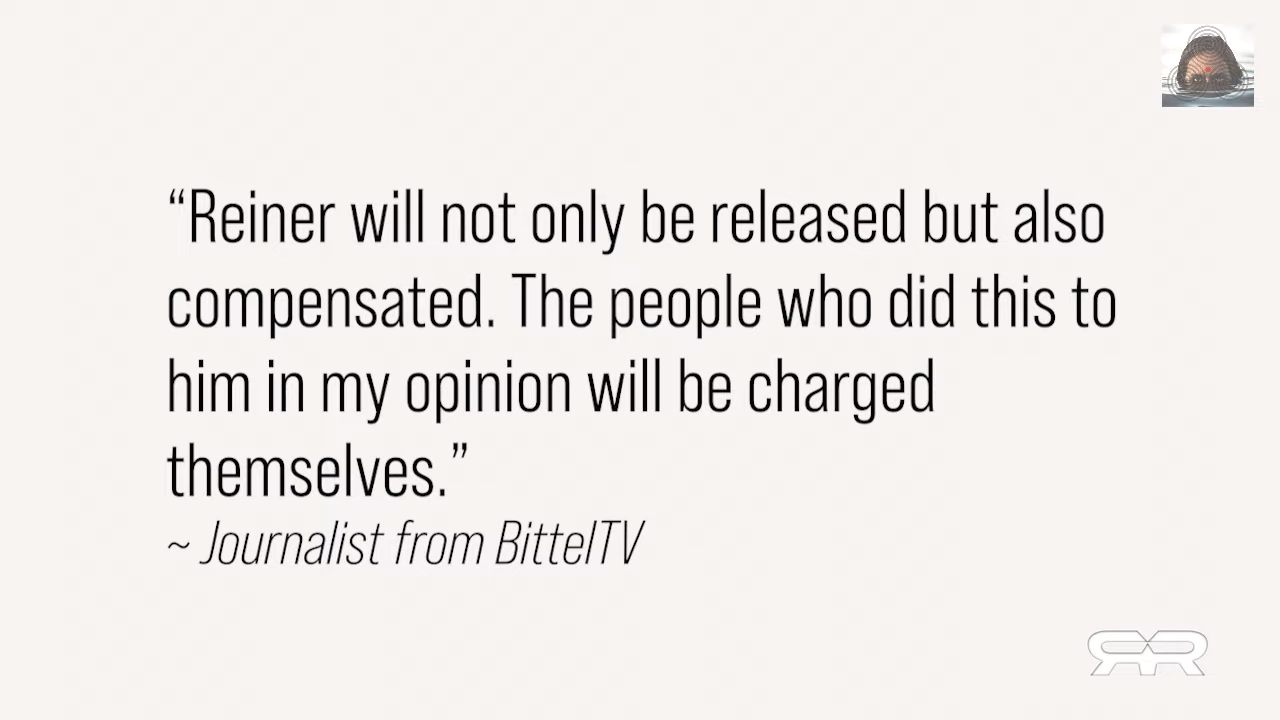 “Reiner will not only be released but also
compensated. The people who did this to
him in my opinion will be charged
themselves.”
~ Journalist from BittelTV